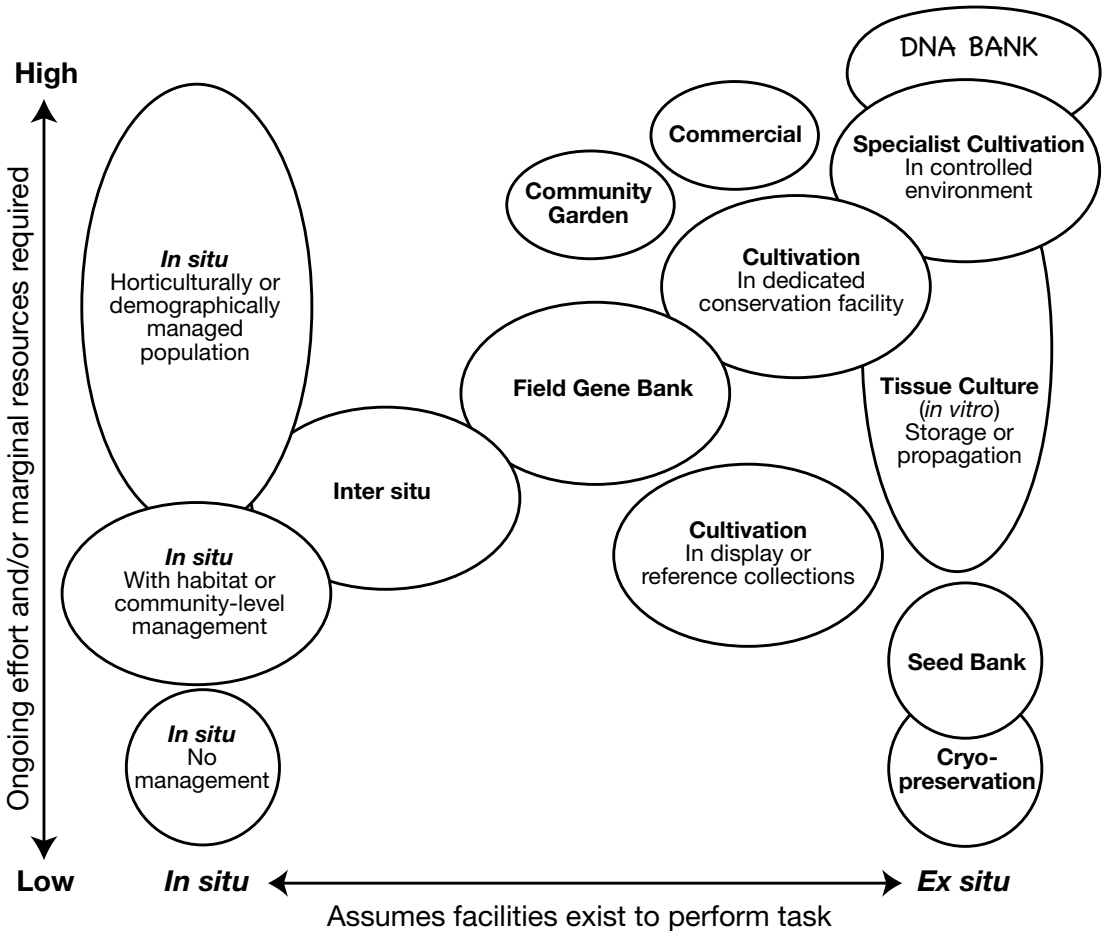 DNA BANK
High
Commercial
Specialist Cultivation
In controlled
environment
Community
Garden
Cultivation
In dedicated
conservation facility
In situ
Horticulturally or
demographically
managed
population
Field Gene Bank
Tissue Culture
(in vitro)
Storage or
propagation
Inter situ
Cultivation
In display or
reference collections
In situ
With habitat or
community-level
management
Seed Bank
In situ
No
management
Cryo-
preservation
Ongoing effort and/or marginal resources required
Low
In situ
Ex situ
Assumes facilities exist to perform task